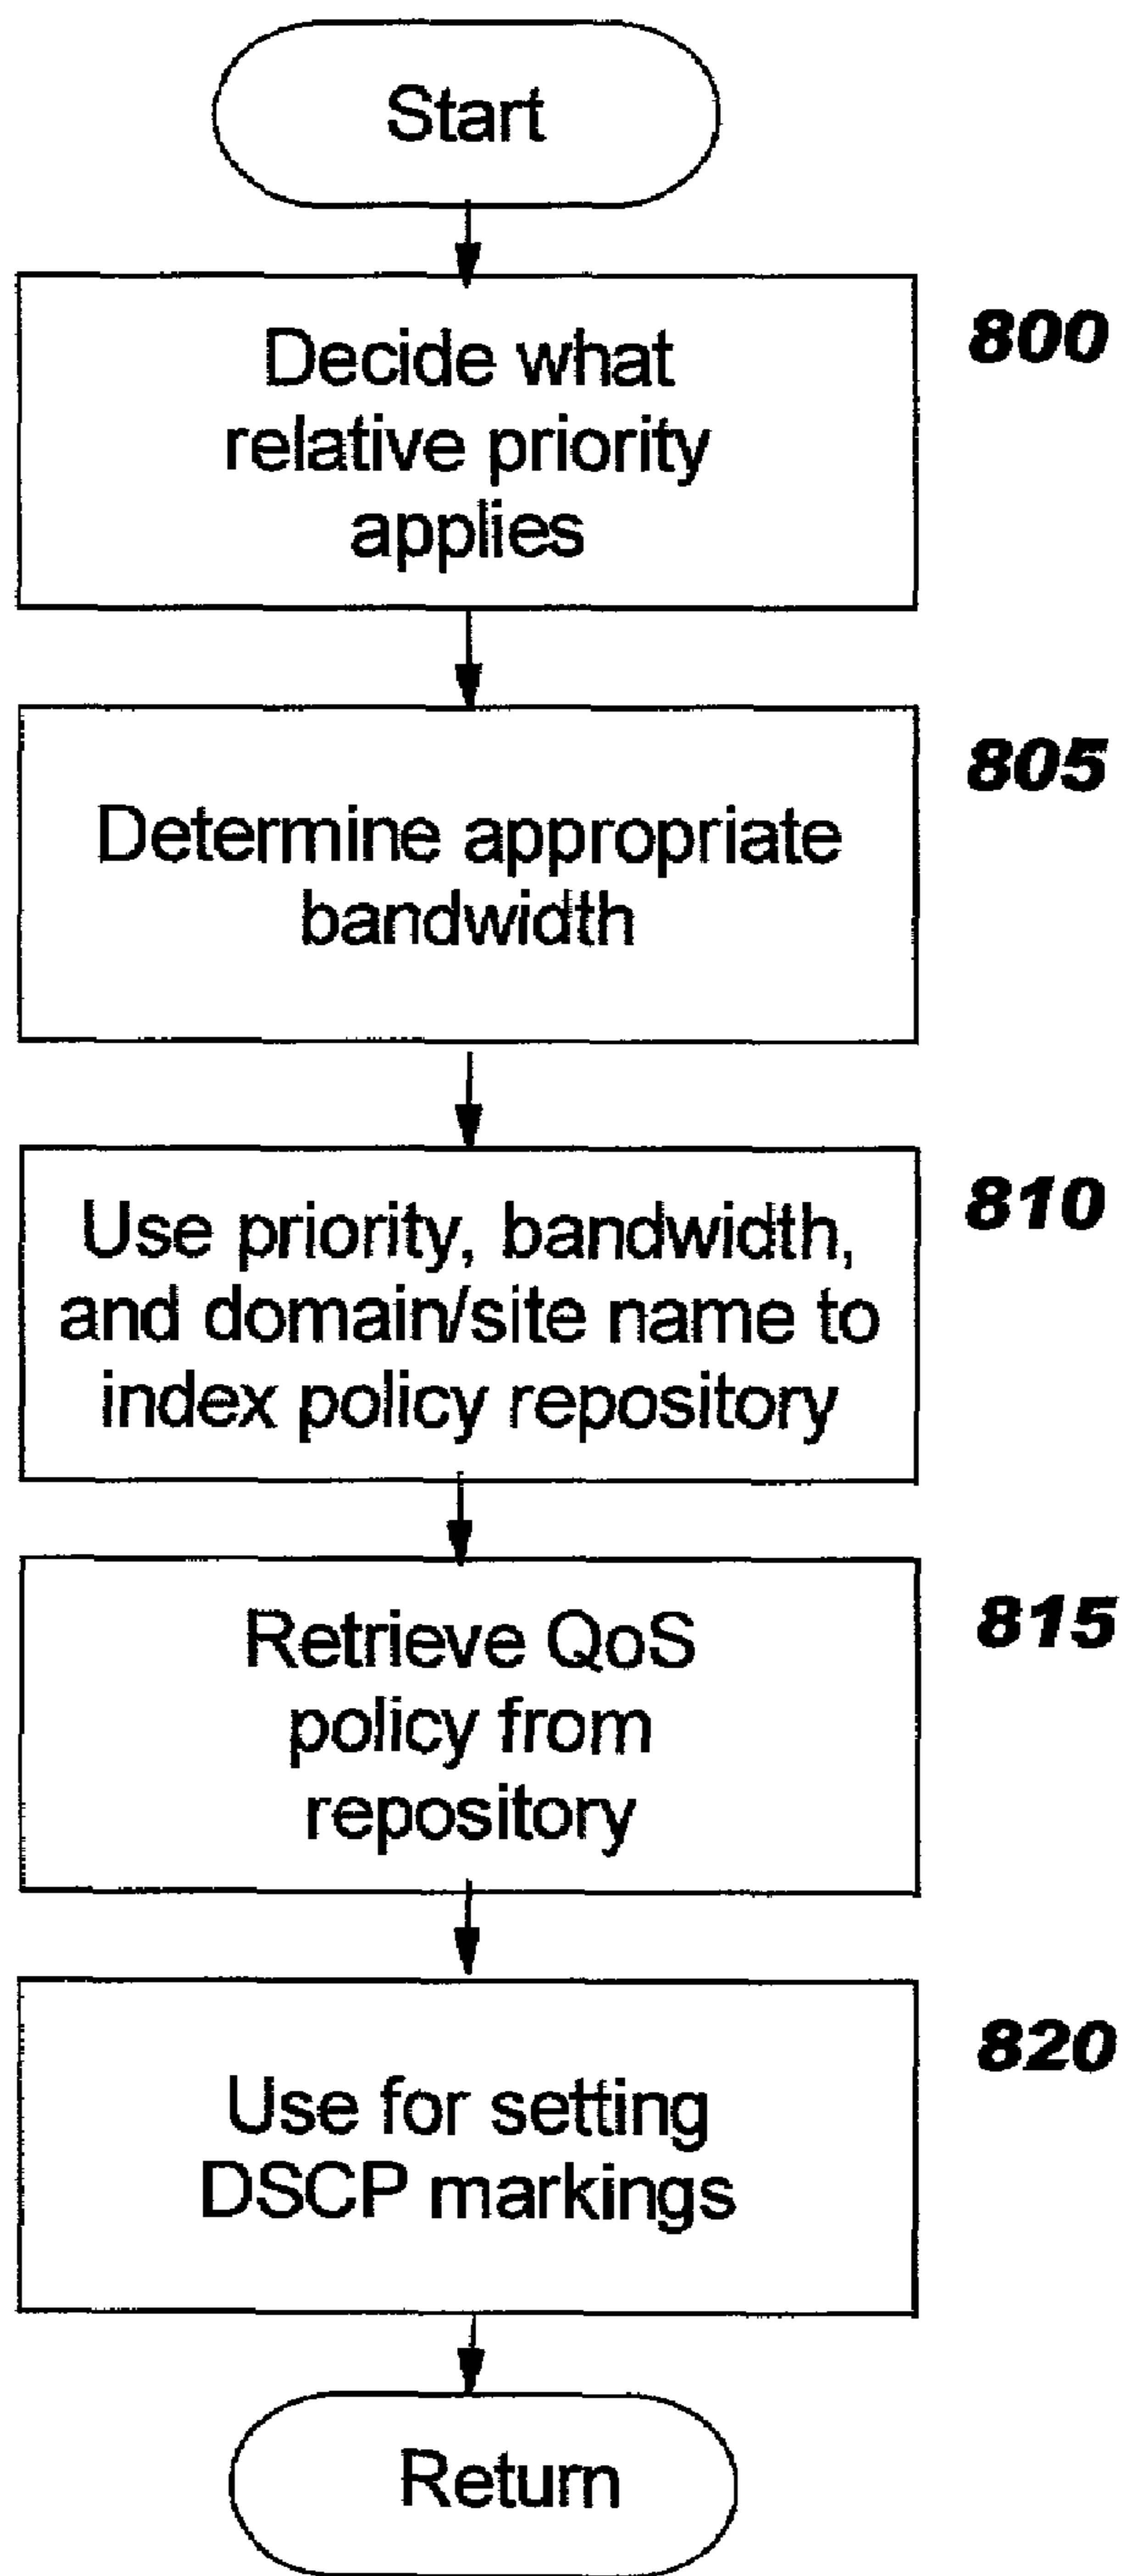 Start
Decide what
relative priority
applies
800
Determine appropriate
bandwidth
805
Use priority, bandwidth,
and domain/site name to
index policy repository
810
Retrieve QoS
policy from
repository
815
Use for setting
DSCP markings
820
Return